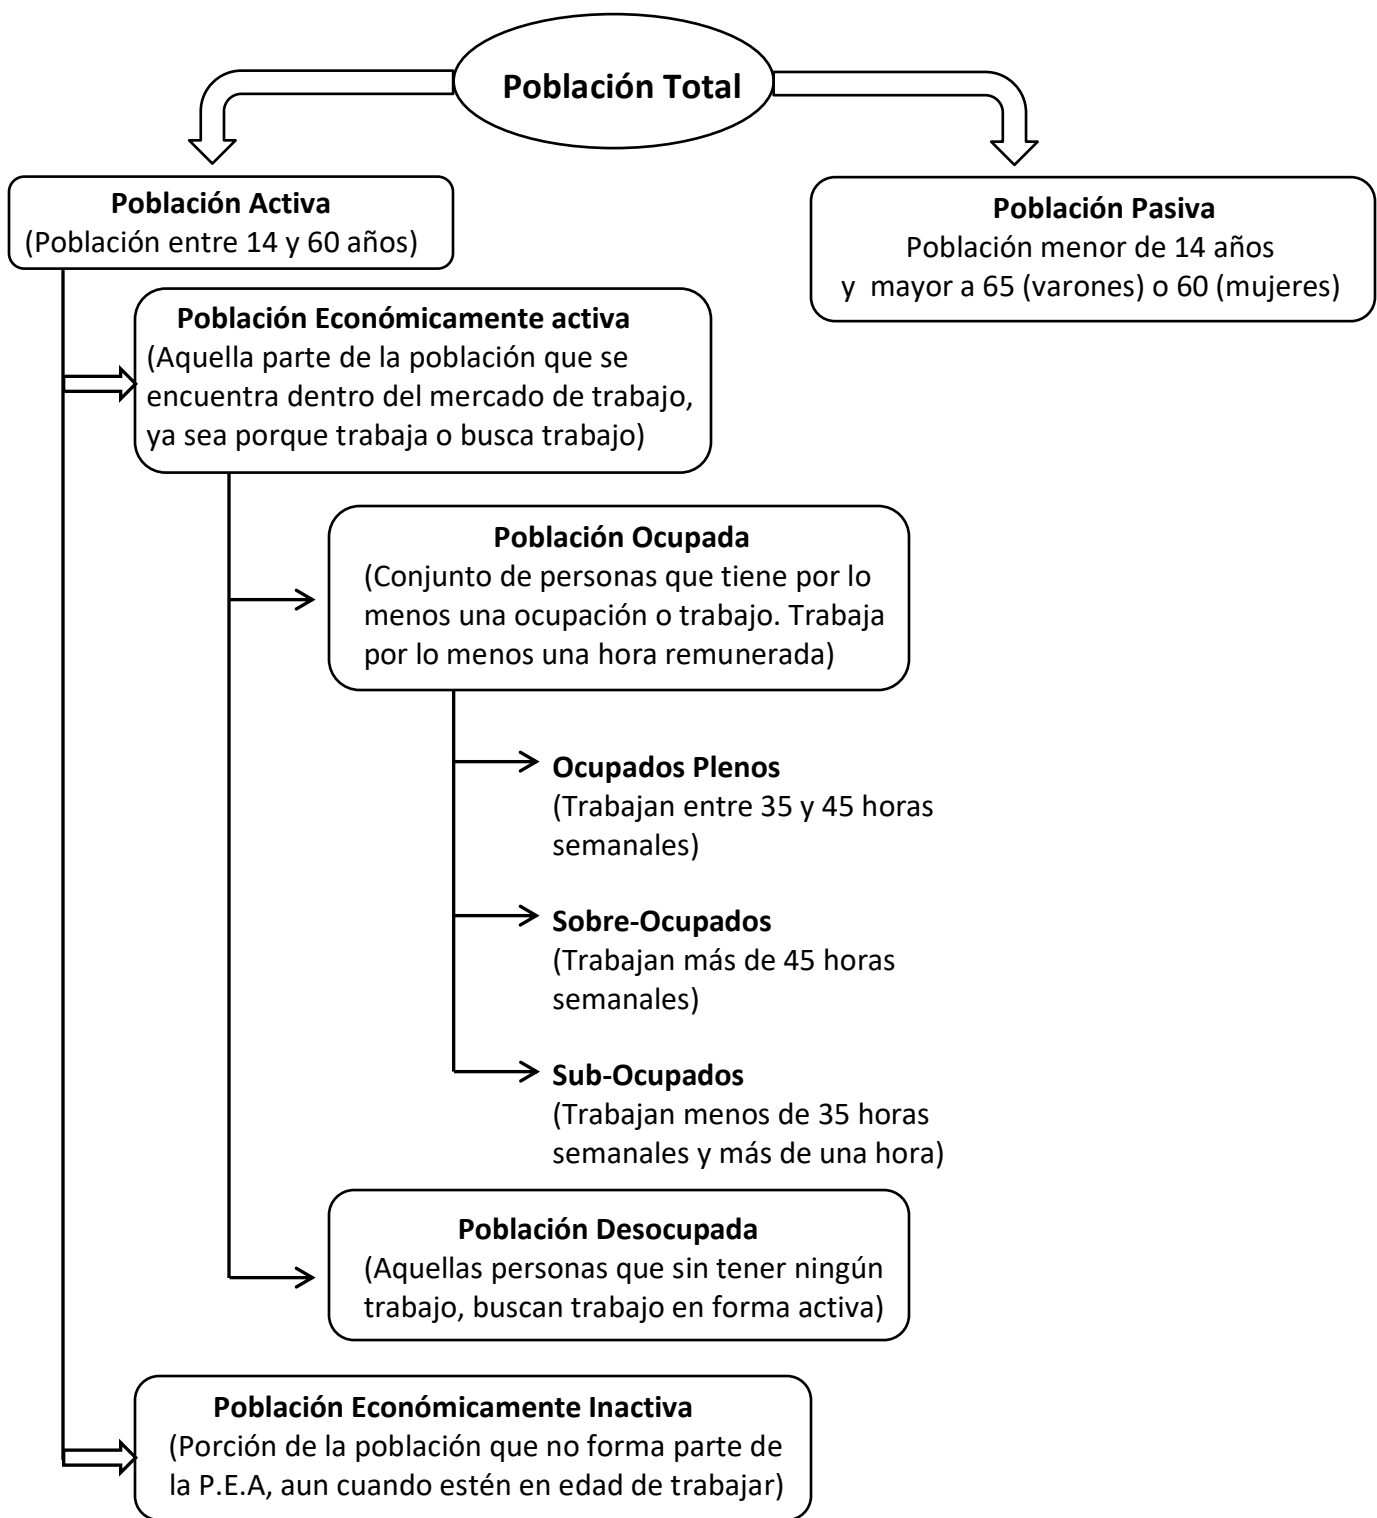 Población Total
Población Activa
(Población entre 14 y 60 años)
Población Pasiva
Población menor de 14 años
y mayor a 65 (varones) o 60 (mujeres)
Población Económicamente activa
(Aquella parte de la población que se
encuentra dentro del mercado de trabajo,
ya sea porque trabaja o busca trabajo)
Población Ocupada
(Conjunto de personas que tiene por lo
menos una ocupación o trabajo. Trabaja
por lo menos una hora remunerada)
Ocupados Plenos
(Trabajan entre 35 y 45 horas
semanales)
Sobre-Ocupados
(Trabajan más de 45 horas
semanales)
Sub-Ocupados
(Trabajan menos de 35 horas
semanales y más de una hora)
Población Desocupada
(Aquellas personas que sin tener ningún
trabajo, buscan trabajo en forma activa)
Población Económicamente Inactiva
(Porción de la población que no forma parte de
la P.E.A, aun cuando estén en edad de trabajar)